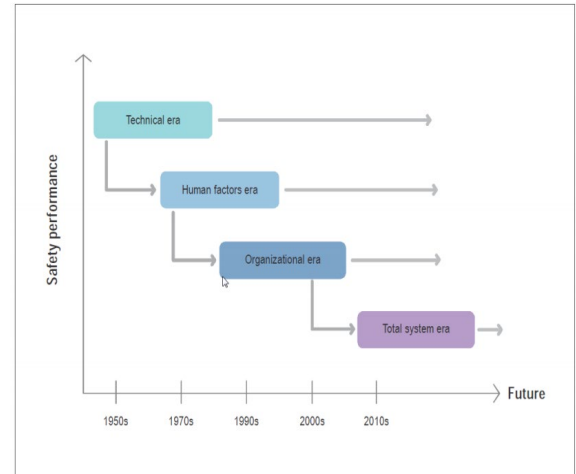 Technical era
Human factors era
Organizational era
Total system era
Safety performance
Future
1950s 1970s 1990s 2000s 2010s